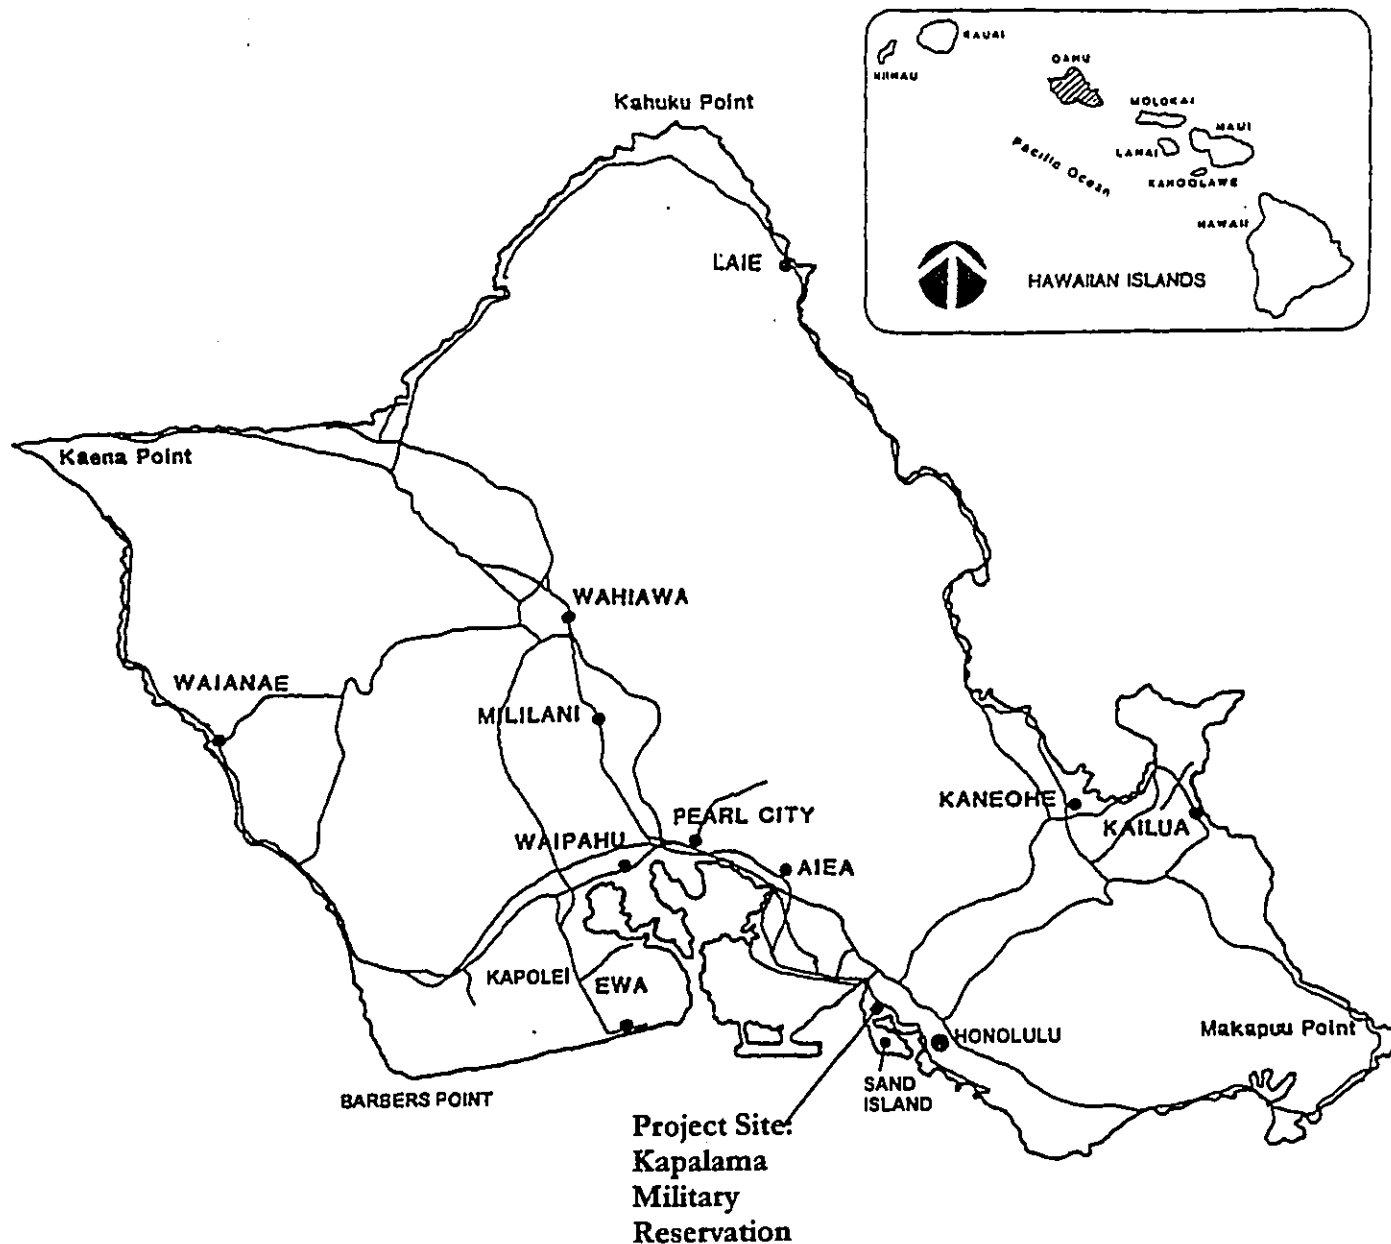 KAUAI
NIIHAU
OAHU
MOLOKAI
MAUI
LANAI
KAHOOLAWE
Pacific Ocean
HAWAII
HAWAIIAN ISLANDS
Kahuku Point
LAIE
Kaena Point
WAHIAWA
WAIANAE
MILILANI
KANEOHE
KAILUA
PEARL CITY
WAIPAHU
AIEA
KAPOLEI
EWA
HONOLULU
Makapuu Point
SAND
ISLAND
BARBERS POINT
Project Site:
Kapalama
Military
Reservation